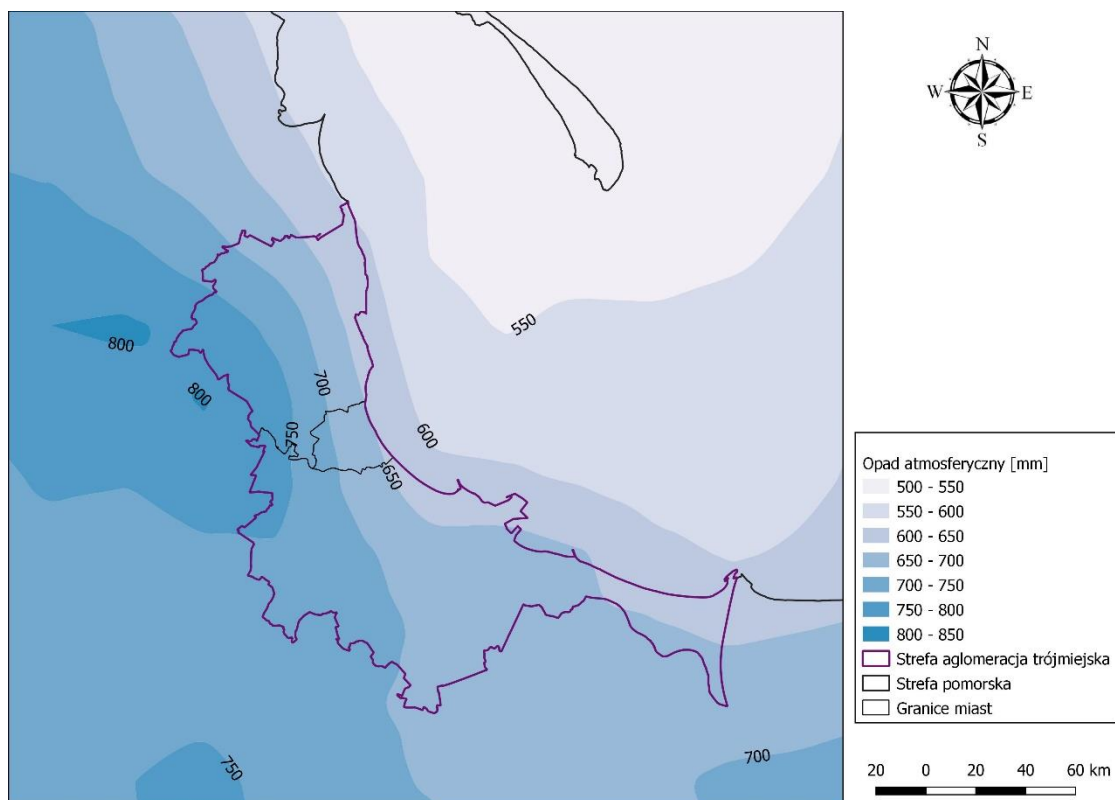 N
W E
S
550
800
800
700
750
600
650
750
700
Opad atmosferyczny [mm]
500 - 550
550 - 600
600 - 650
650 - 700
700 - 750
750 - 800
800 - 850
Strefa aglomeracja trójmiejska
Strefa pomorska
Granice miast
20 0 20 40 60 km